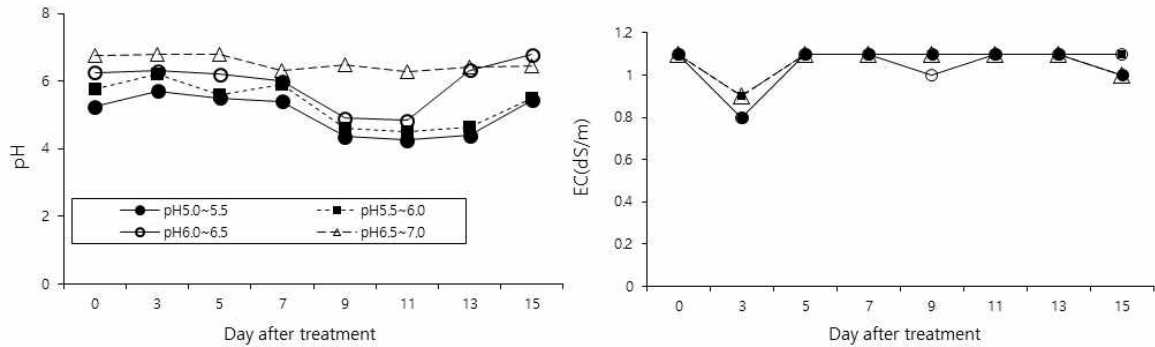 8
6
4
2
0
pH
pH5.0~5.5
pH5.5~6.0
pH6.0~6.5
pH6.5~7.0
0 3 5 7 9 11 13 15
Day after treatment
1.2
1
0.8
0.6
0.4
0.2
0
EC(dS/m)
0 3 5 7 9 11 13 15
Day after treatment